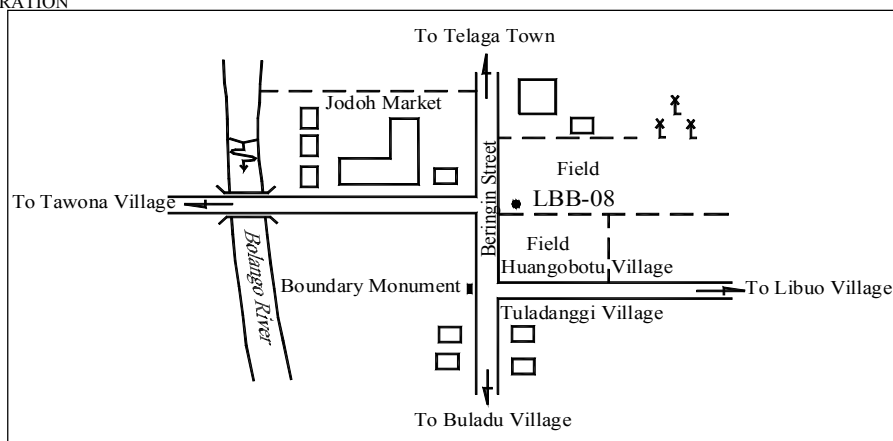 RATION
To Telaga Town
Jodoh Market
Beringin Street
Field
LBB-08
To Tawona Village
Field
Huangobotu Village
Bolango River
Boundary Monument
To Libuo Village
Tuladanggi Village
To Buladu Village